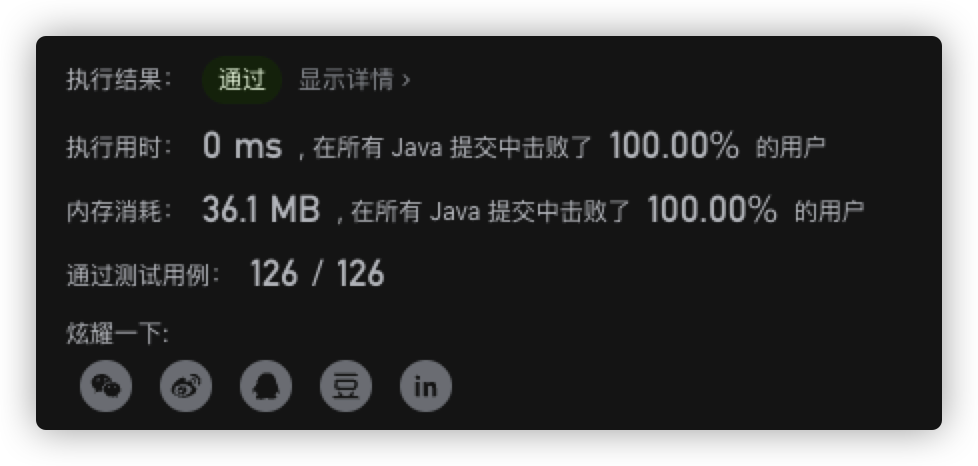 执行结果： 通过 显示详情 ›
执行用时： 0 ms , 在所有 Java 提交中击败了 100.00% 的用户
内存消耗： 36.1 MB , 在所有 Java 提交中击败了 100.00% 的用户
通过测试用例： 126 / 126
炫耀一下:
豆 in